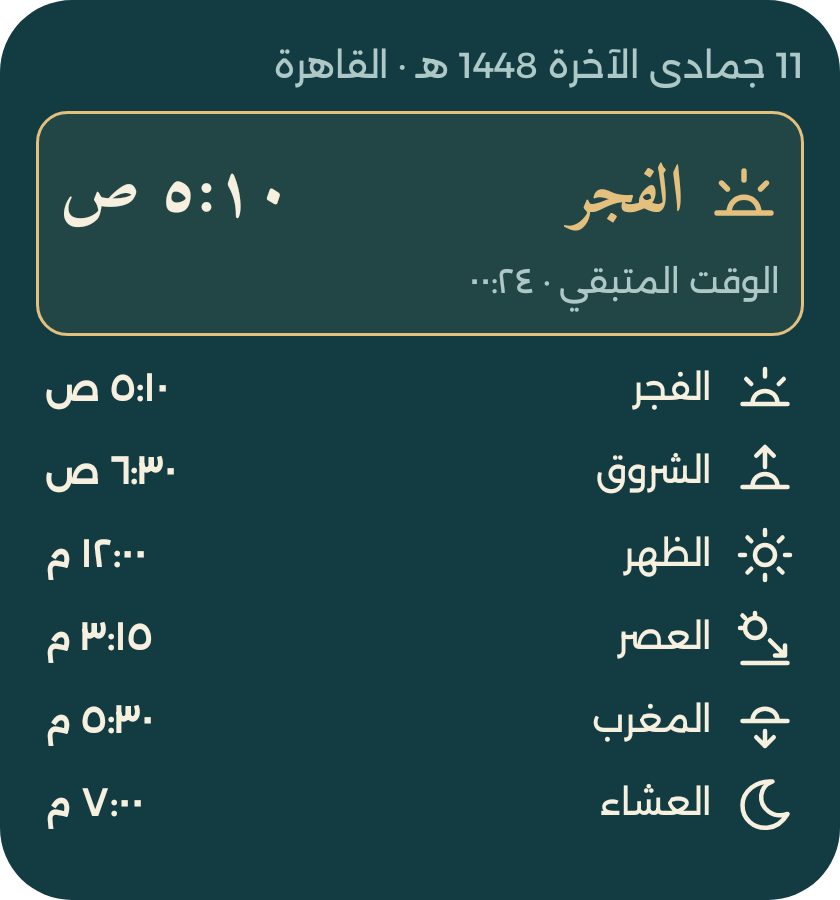 11 جمادى الآخرة 1448 هـ · القاهرة
الفجر ٥:١٠ ص
الوقت المتبقي · ٠٠:٢٤
الفجر ٥:١٠ ص
الشروق ٦:٣٠ ص
الظهر ١٢:٠٠ م
العصر ٣:١٥ م
المغرب ٥:٣٠ م
العشاء ٧:٠٠ م